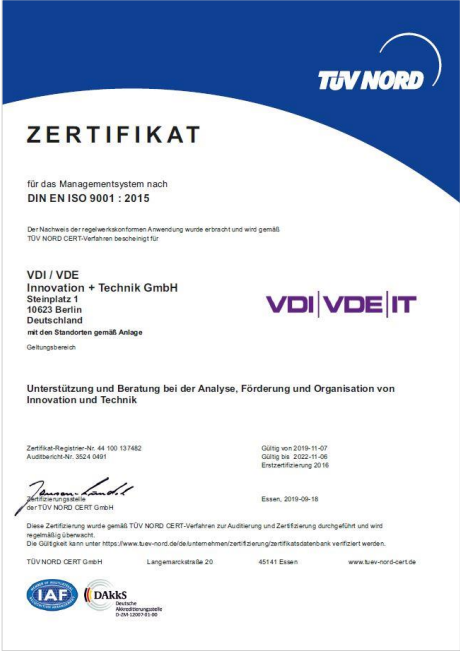 TÜV NORD
ZERTIFIKAT
für das Managementsystem nach
DIN EN ISO 9001 : 2015
Der Nachweis der regelwerkskonformen Anwendung wurde erbracht und wird gemäß
TÜV NORD CERT-Verfahren bescheinigt für
VDI / VDE
Innovation + Technik GmbH
Steinplatz 1
10623 Berlin
Deutschland
mit den Standorten gemäß Anlage
VDI|VDE|IT
Geltungsbereich
Unterstützung und Beratung bei der Analyse, Förderung und Organisation von
Innovation und Technik
Zertifikat-Registrier-Nr. 44 100 137482
Auditbericht-Nr. 3524 0491
Gültig von 2019-11-07
Gültig bis 2022-11-06
Erstzertifizierung 2016
Zertifizierungsstelle
der TÜV NORD CERT GmbH
Essen, 2019-09-18
Diese Zertifizierung wurde gemäß TÜV NORD CERT-Verfahren zur Auditierung und Zertifizierung durchgeführt und wird
regelmäßig überwacht.
Die Gültigkeit kann unter https://www.tuev-nord.de/de/unternehmen/zertifizierung/zertifikatsdatenbank verifiziert werden.
TÜV NORD CERT GmbH Langemarckstraße 20 45141 Essen www.tuev-nord-cert.de
IAF
DAkkS
Deutsche
Akkreditierungsstelle
D-ZM-12007-01-00